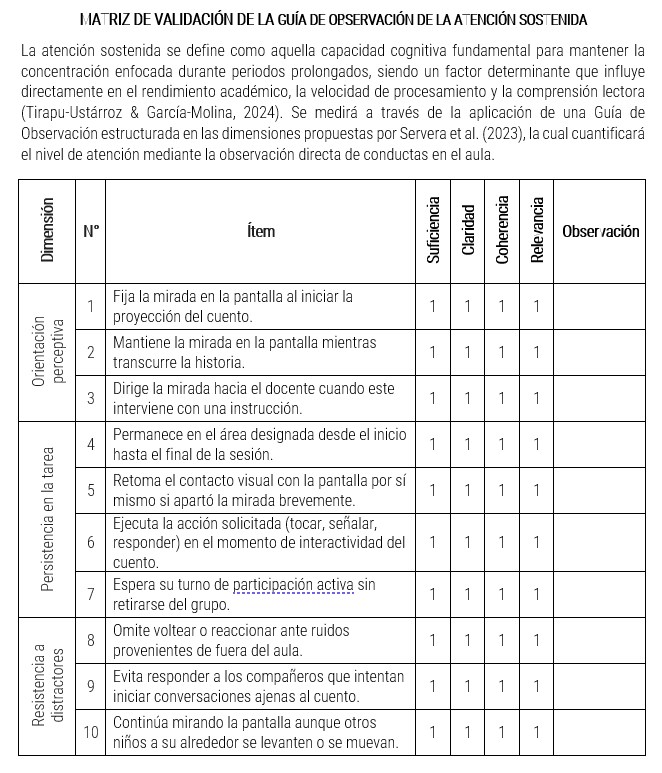 MATRIZ DE VALIDACIÓN DE LA GUÍA DE OPSERVACIÓN DE LA ATENCIÓN SOSTENIDA
La atención sostenida se define como aquella capacidad cognitiva fundamental para mantener la
concentración enfocada durante periodos prolongados, siendo un factor determinante que influye
directamente en el rendimiento académico, la velocidad de procesamiento y la comprensión lectora
(Tirapu-Ustárroz & García-Molina, 2024). Se medirá a través de la aplicación de una Guía de
Observación estructurada en las dimensiones propuestas por Servera et al. (2023), la cual cuantificará
el nivel de atención mediante la observación directa de conductas en el aula.
Dimensión N° Ítem Suficiencia Claridad Coherencia Relevancia Observación
Orientación
perceptiva
1 Fija la mirada en la pantalla al iniciar la
proyección del cuento. 1 1 1 1
2 Mantiene la mirada en la pantalla mientras
transcurre la historia. 1 1 1 1
3 Dirige la mirada hacia el docente cuando este
interviene con una instrucción. 1 1 1 1
Persistencia en la tarea
4 Permanece en el área designada desde el inicio
hasta el final de la sesión. 1 1 1 1
5 Retoma el contacto visual con la pantalla por sí
mismo si apartó la mirada brevemente. 1 1 1 1
6 Ejecuta la acción solicitada (tocar, señalar,
responder) en el momento de interactividad del
cuento. 1 1 1 1
7 Espera su turno de participación activa sin
retirarse del grupo. 1 1 1 1
Resistencia a
distractores
8 Omite voltear o reaccionar ante ruidos
provenientes de fuera del aula. 1 1 1 1
9 Evita responder a los compañeros que intentan
iniciar conversaciones ajenas al cuento. 1 1 1 1
10 Continúa mirando la pantalla aunque otros
niños a su alrededor se levanten o se muevan. 1 1 1 1